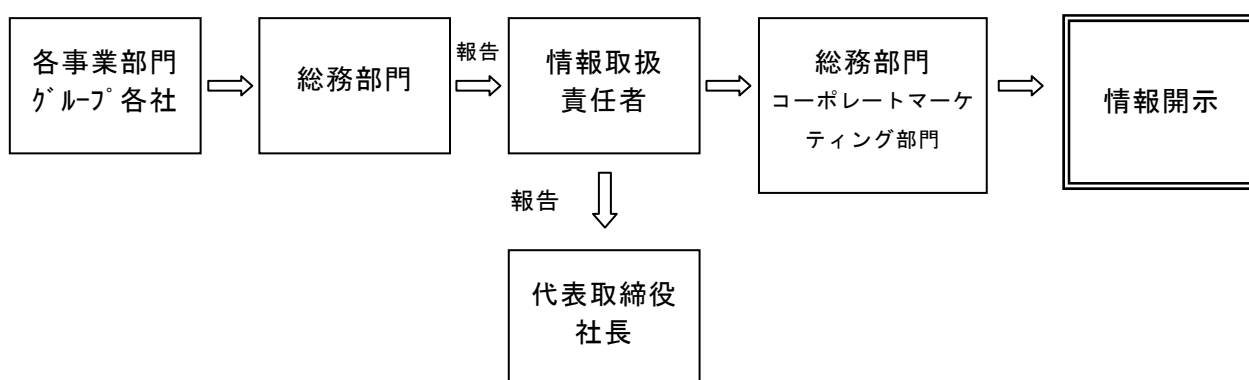 各事業部門
ｸﾞﾙｰﾌﾟ各社
総務部門
報告
情報取扱
責任者
総務部門
コーポレートマーケ
ティング部門
情報開示
報告
代表取締役
社長